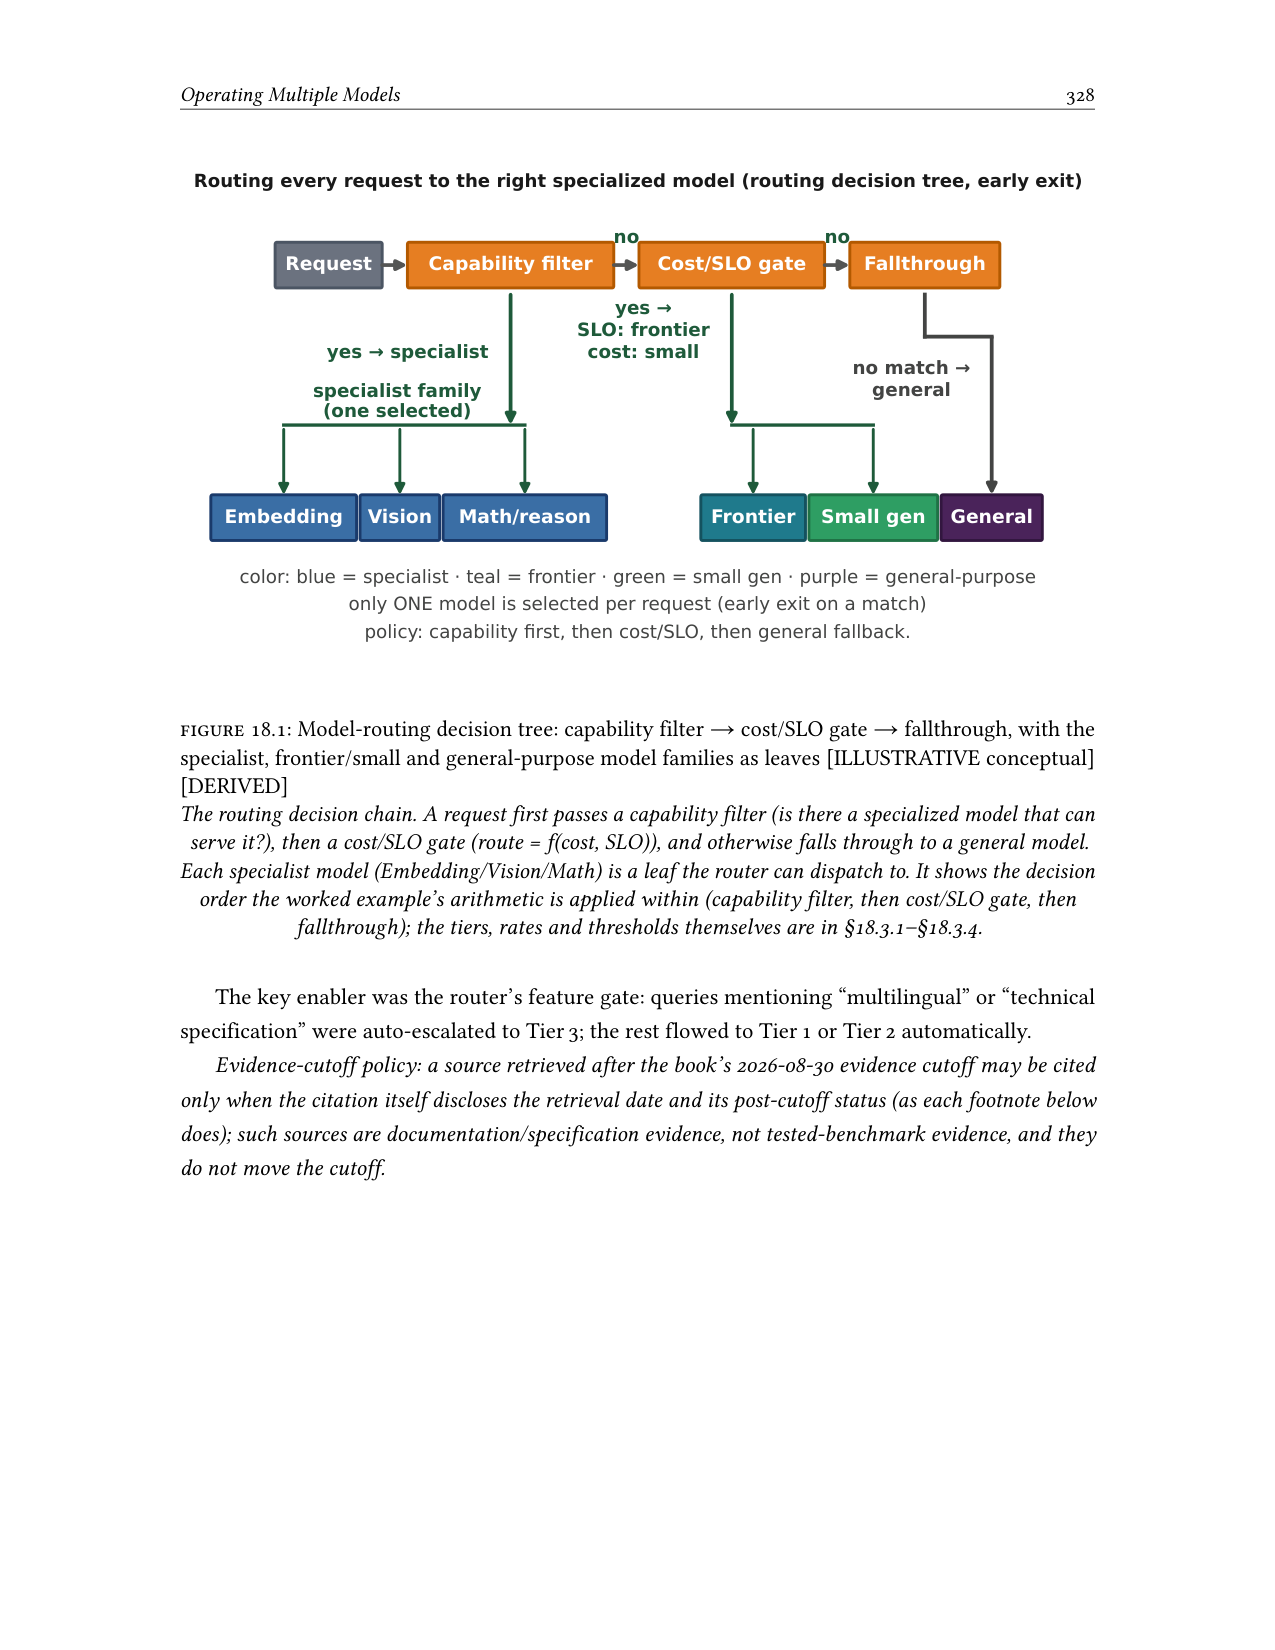 Operating Multiple Models 328
Routing every request to the right specialized model (routing decision tree, early exit)
no no
Request Capability filter Cost/SLO gate Fallthrough
yes →
SLO: frontier
cost: small
yes → specialist
no match →
general
specialist family
(one selected)
Embedding Vision Math/reason Frontier Small gen General
color: blue = specialist · teal = frontier · green = small gen · purple = general-purpose
only ONE model is selected per request (early exit on a match)
policy: capability first, then cost/SLO, then general fallback.
FIGURE 18.1: Model-routing decision tree: capability filter → cost/SLO gate → fallthrough, with the
specialist, frontier/small and general-purpose model families as leaves [ILLUSTRATIVE conceptual]
[DERIVED]
The routing decision chain. A request first passes a capability filter (is there a specialized model that can
serve it?), then a cost/SLO gate (route = f(cost, SLO)), and otherwise falls through to a general model.
Each specialist model (Embedding/Vision/Math) is a leaf the router can dispatch to. It shows the decision
order the worked example's arithmetic is applied within (capability filter, then cost/SLO gate, then
fallthrough); the tiers, rates and thresholds themselves are in §18.3.1–§18.3.4.
The key enabler was the router's feature gate: queries mentioning “multilingual” or “technical
specification” were auto-escalated to Tier 3; the rest flowed to Tier 1 or Tier 2 automatically.
Evidence-cutoff policy: a source retrieved after the book's 2026-08-30 evidence cutoff may be cited
only when the citation itself discloses the retrieval date and its post-cutoff status (as each footnote below
does); such sources are documentation/specification evidence, not tested-benchmark evidence, and they
do not move the cutoff.